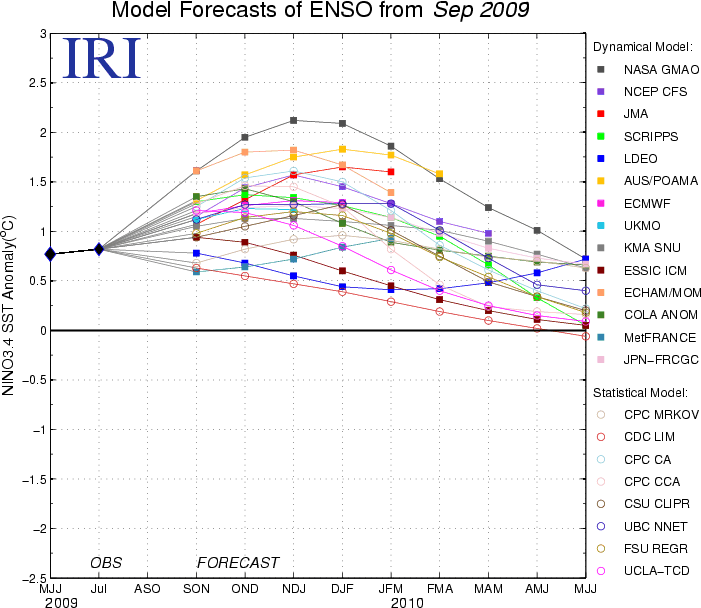 Model Forecasts of ENSO from Sep 2009
IRI
NINO3.4 SST Anomaly(°C)
3
2.5
2
1.5
1
0.5
0
-0.5
-1
-1.5
-2
-2.5
OBS
FORECAST
MJJ Jul ASO SON OND NDJ DJF JFM FMA MAM AMJ MJJ
2009 2010
Dynamical Model:
NASA GMAO
NCEP CFS
JMA
SCRIPPS
LDEO
AUS/POAMA
ECMWF
UKMO
KMA SNU
ESSIC ICM
ECHAM/MOM
COLA ANOM
MetFRANCE
JPN-FRCGC
Statistical Model:
CPC MRKOV
CDC LIM
CPC CA
CPC CCA
CSU CLIPR
UBC NNET
FSU REGR
UCLA-TCD